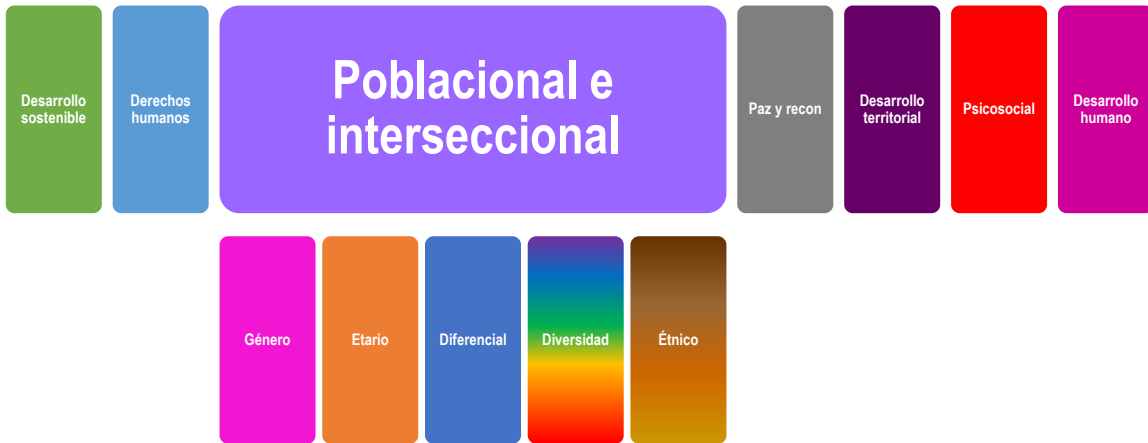 Desarrollo
sostenible
Derechos
humanos
Poblacional e
interseccional
Paz y recon
Desarrollo
territorial
Psicosocial
Desarrollo
humano
Género
Etario
Diferencial
Diversidad
Étnico